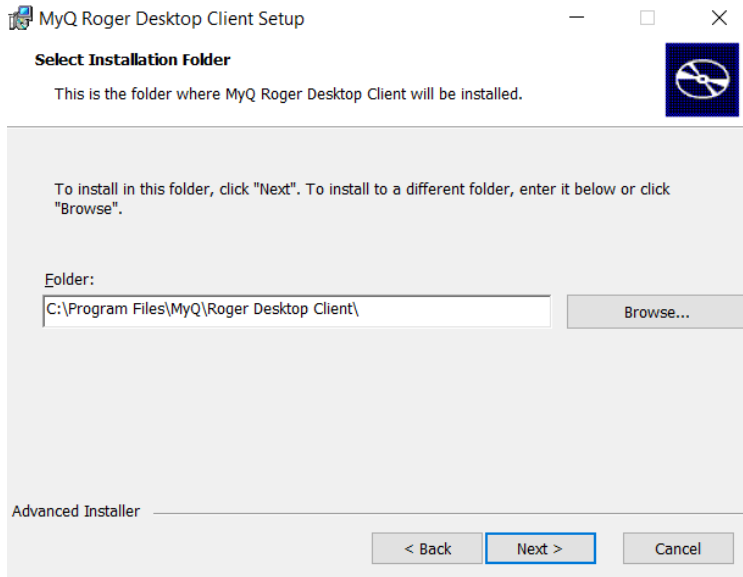 MyQ Roger Desktop Client Setup
Select Installation Folder
This is the folder where MyQ Roger Desktop Client will be installed.
To install in this folder, click "Next". To install to a different folder, enter it below or click
"Browse".
Folder:
C:\Program Files\MyQ\Roger Desktop Client\
Browse...
Advanced Installer
< Back
Next >
Cancel